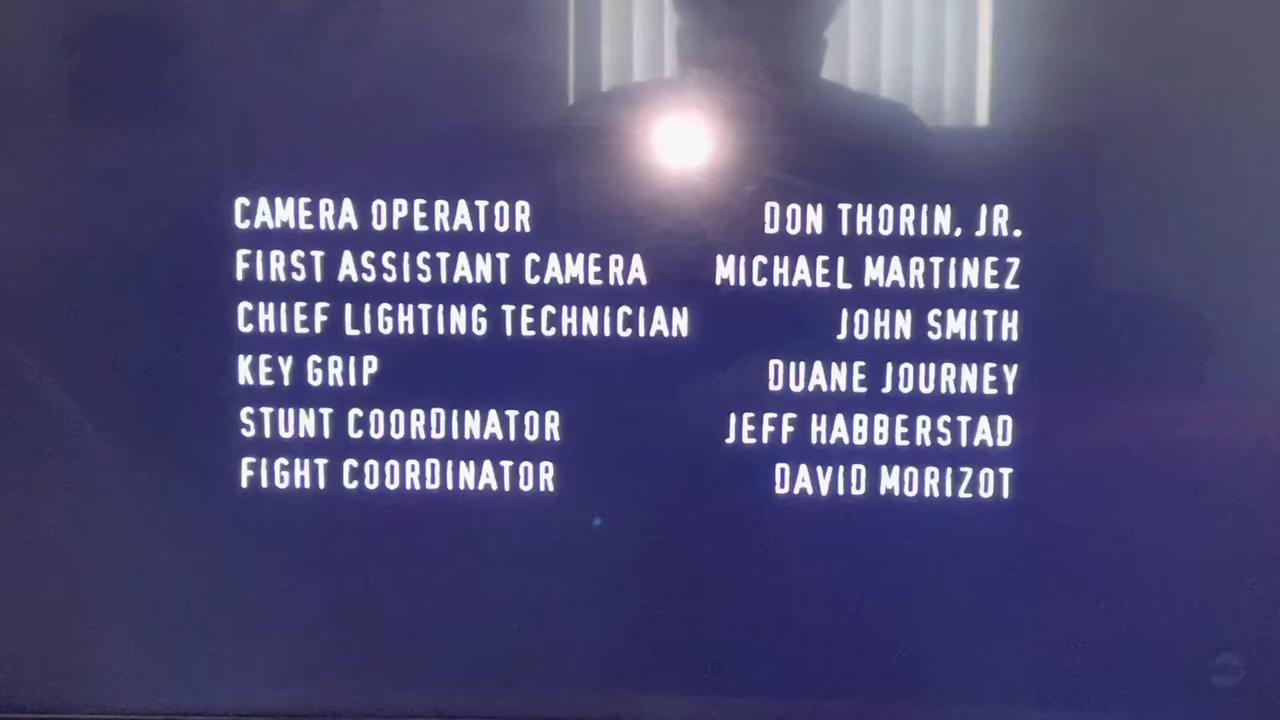 CAMERA OPERATOR DON THORIN, JR.
FIRST ASSISTANT CAMERA MICHAEL MARTINEZ
CHIEF LIGHTING TECHNICIAN JOHN SMITH
KEY GRIP DUANE JOURNEY
STUNT COORDINATOR JEFF HABBERSTAD
FIGHT COORDINATOR DAVID MORIZOT